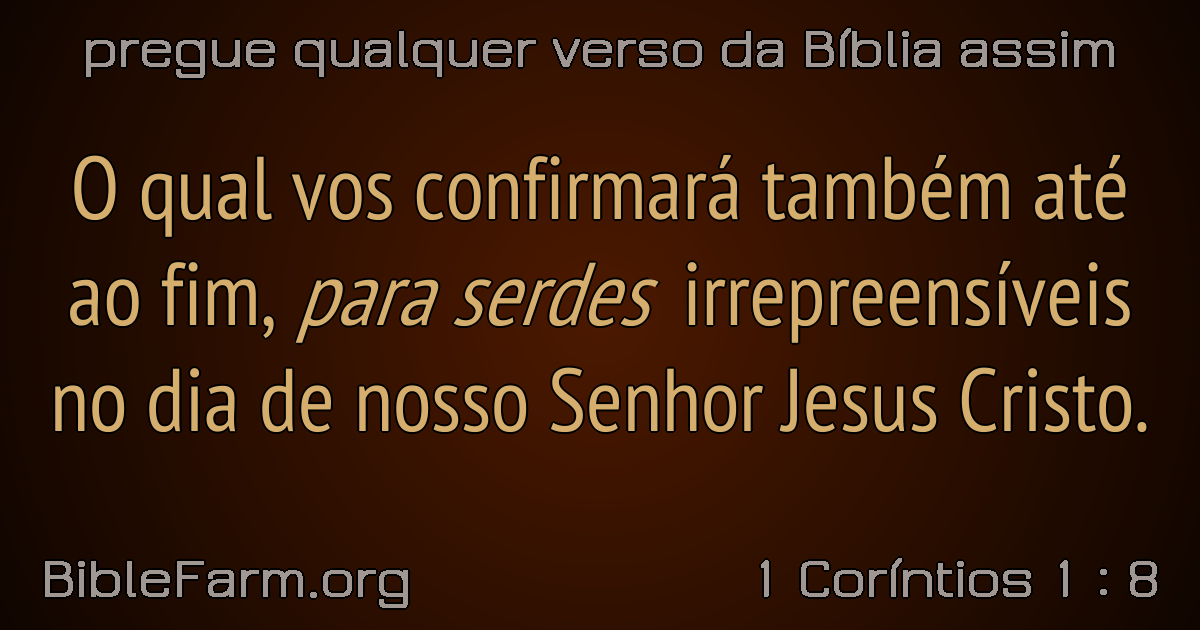 pregue qualquer verso da Bíblia assim
O qual vos confirmará também até
ao fim, para serdes irrepreensíveis
no dia de nosso Senhor Jesus Cristo.
BibleFarm.org
1 Coríntios 1 : 8